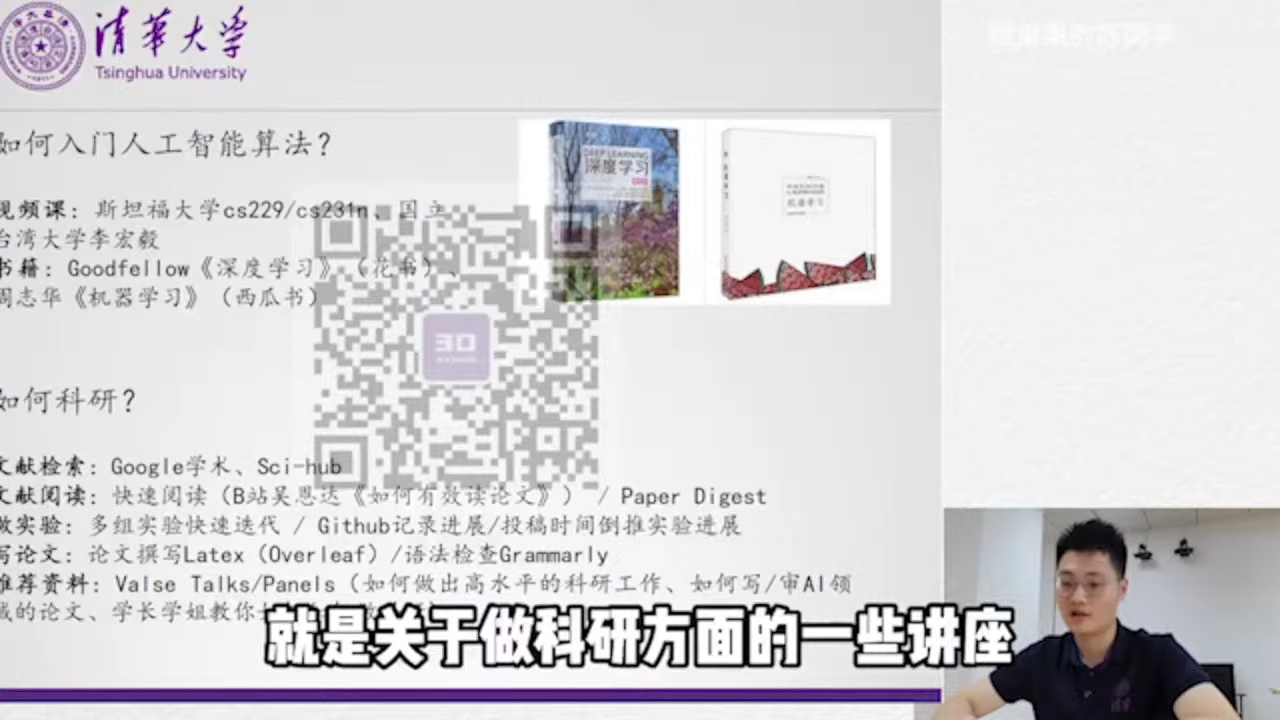 清華大学
Tsinghua University
如何入门人工智能算法？
视频课：斯坦福大学cs229/cs231n、国立
台湾大学李宏毅
书籍：Goodfellow《深度学习》（花书）、
周志华《机器学习》（西瓜书）
DEEP LEARNING
深度学习
机器学习
3D
如何科研？
文献检索：Google学术、Sci-hub
文献阅读：快速阅读（B站吴恩达《如何有效读论文》） / Paper Digest
做实验：多组实验快速迭代 / Github记录进展/投稿时间倒推实验进展
写论文：论文撰写Latex（Overleaf）/语法检查Grammarly
推荐资料：Valse Talks/Panels（如何做出高水平的科研工作、如何写/审AI领
域的论文、学长学姐教你
就是关于做科研方面的一些讲座
清华